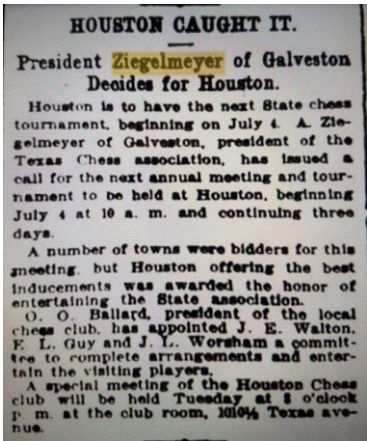 HOUSTON CAUGHT IT.
President Ziegelmeyer of Galveston
Decides for Houston.
Houston is to have the next State chess
tournament, beginning on July 4. A. Zie-
gelmeyer of Galveston, president of the
Texas Chess association, has issued a
call for the next annual meeting and tour-
nament to be held at Houston, beginning
July 4 at 10 a. m. and continuing three
days.
A number of towns were bidders for this
meeting, but Houston offering the best
inducements was awarded the honor of
entertaining the State association.
O. O. Ballard, president of the local
chess club, has appointed J. E. Walton,
F. L. Guy and J. L. Worsham a commit-
tee to complete arrangements and enter-
tain the visiting players.
A special meeting of the Houston Chess
club will be held Tuesday at 8 o'clock
p. m. at the club room, 1010½ Texas ave-
nue.